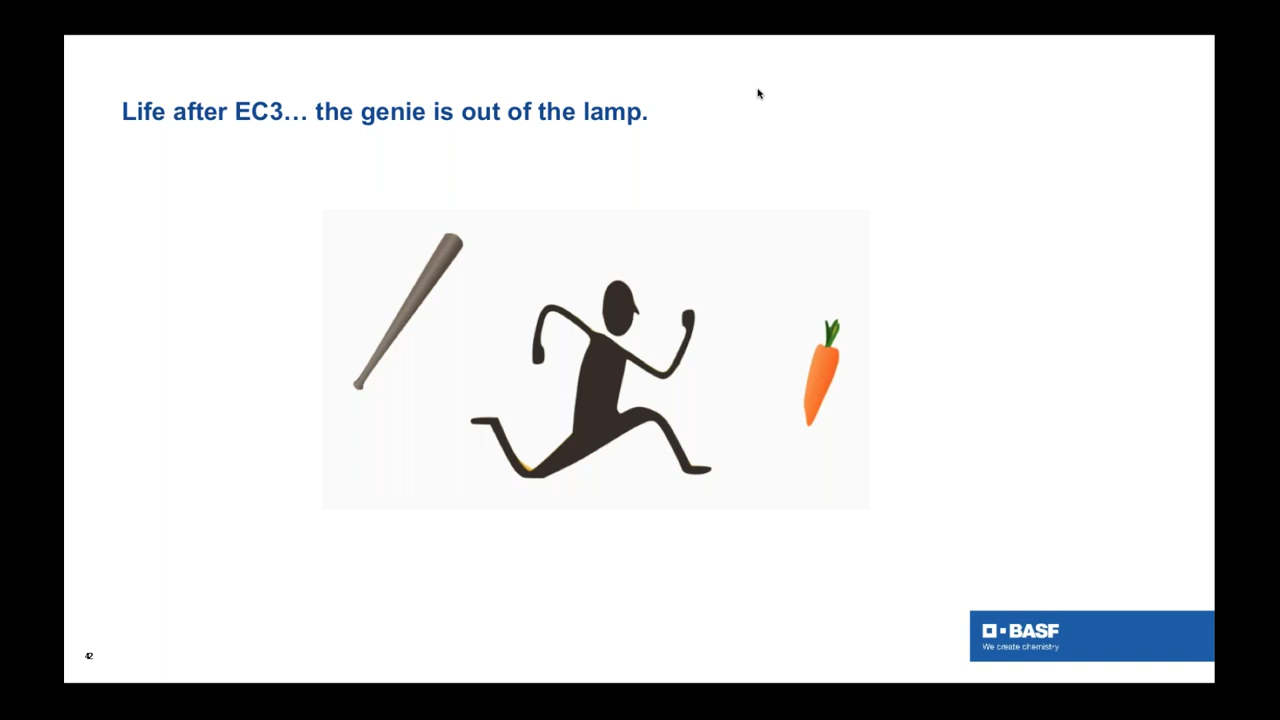 Life after EC3… the genie is out of the lamp.
BASF
We create chemistry
42